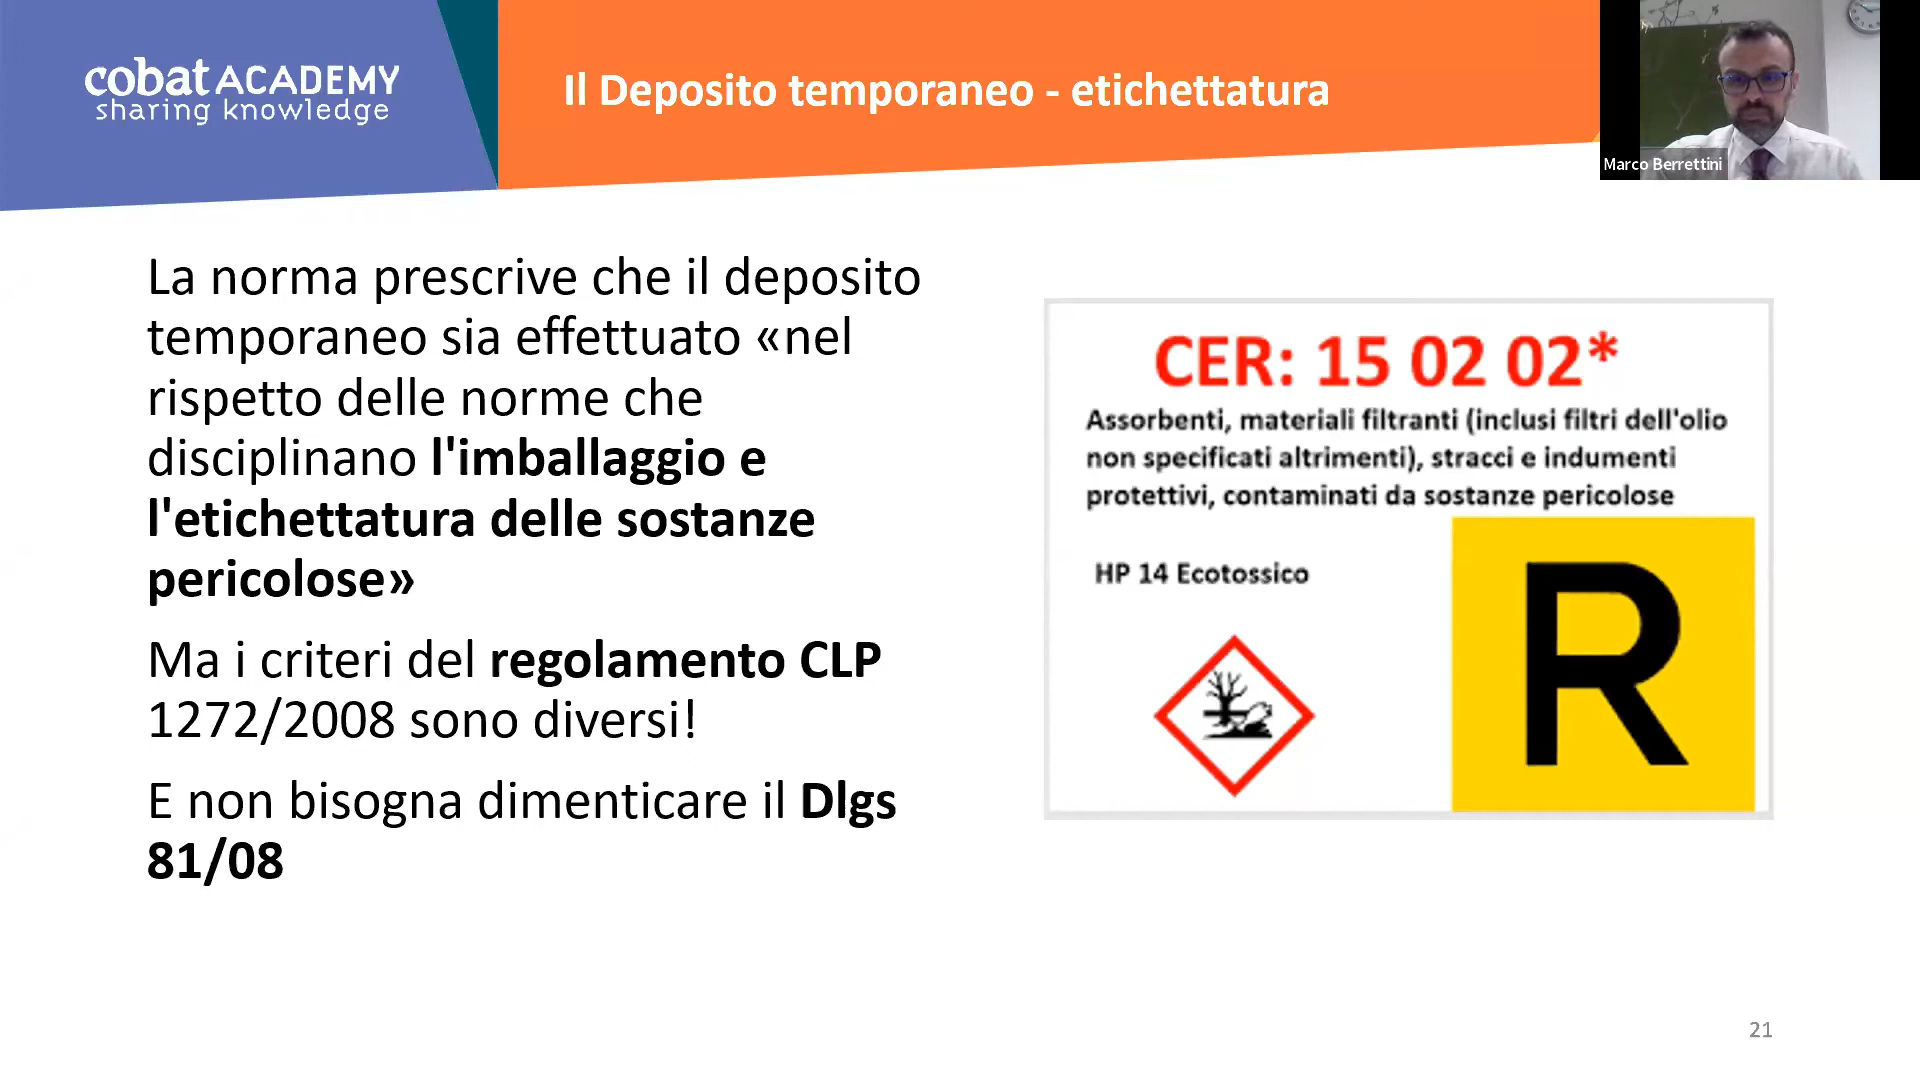 cobat ACADEMY
sharing knowledge
Il Deposito temporaneo - etichettatura
Marco Berrettini
La norma prescrive che il deposito
temporaneo sia effettuato «nel
rispetto delle norme che
disciplinano l'imballaggio e
l'etichettatura delle sostanze
pericolose»
Ma i criteri del regolamento CLP
1272/2008 sono diversi!
E non bisogna dimenticare il Dlgs
81/08
CER: 15 02 02*
Assorbenti, materiali filtranti (inclusi filtri dell'olio
non specificati altrimenti), stracci e indumenti
protettivi, contaminati da sostanze pericolose
HP 14 Ecotossico
R
21